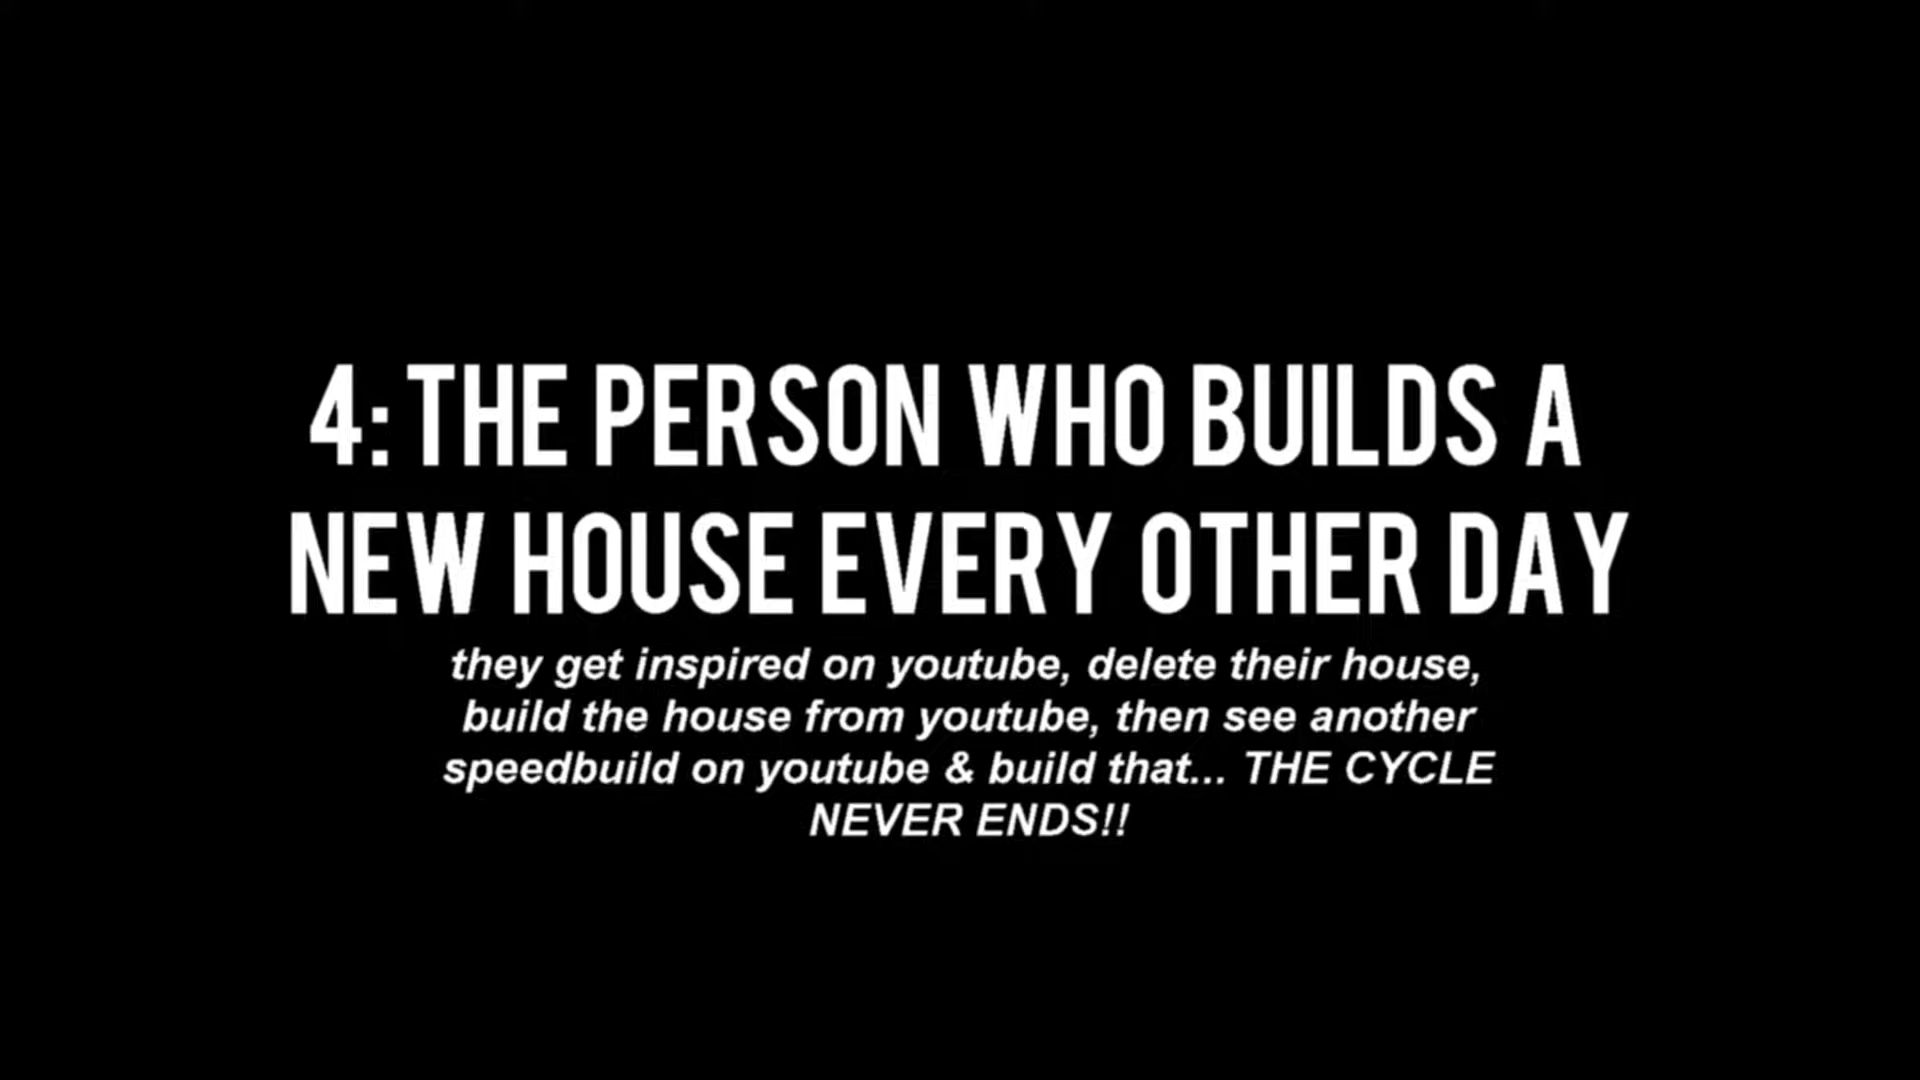 4: THE PERSON WHO BUILDS A
NEW HOUSE EVERY OTHER DAY
they get inspired on youtube, delete their house,
build the house from youtube, then see another
speedbuild on youtube & build that... THE CYCLE
NEVER ENDS!!